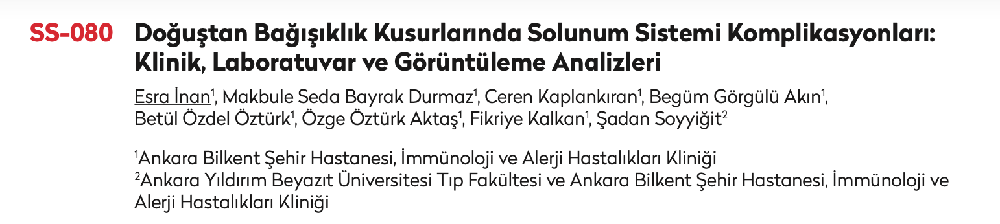 SS-080 Doğuştan Bağışıklık Kusurlarında Solunum Sistemi Komplikasyonları:
Klinik, Laboratuvar ve Görüntüleme Analizleri
Esra İnan¹, Makbule Seda Bayrak Durmaz¹, Ceren Kaplankıran¹, Begüm Görgülü Akın¹,
Betül Özdel Öztürk¹, Özge Öztürk Aktaş¹, Fikriye Kalkan¹, Şadan Soyyiğit²
¹Ankara Bilkent Şehir Hastanesi, İmmünoloji ve Alerji Hastalıkları Kliniği
²Ankara Yıldırım Beyazıt Üniversitesi Tıp Fakültesi ve Ankara Bilkent Şehir Hastanesi, İmmünoloji ve
Alerji Hastalıkları Kliniği